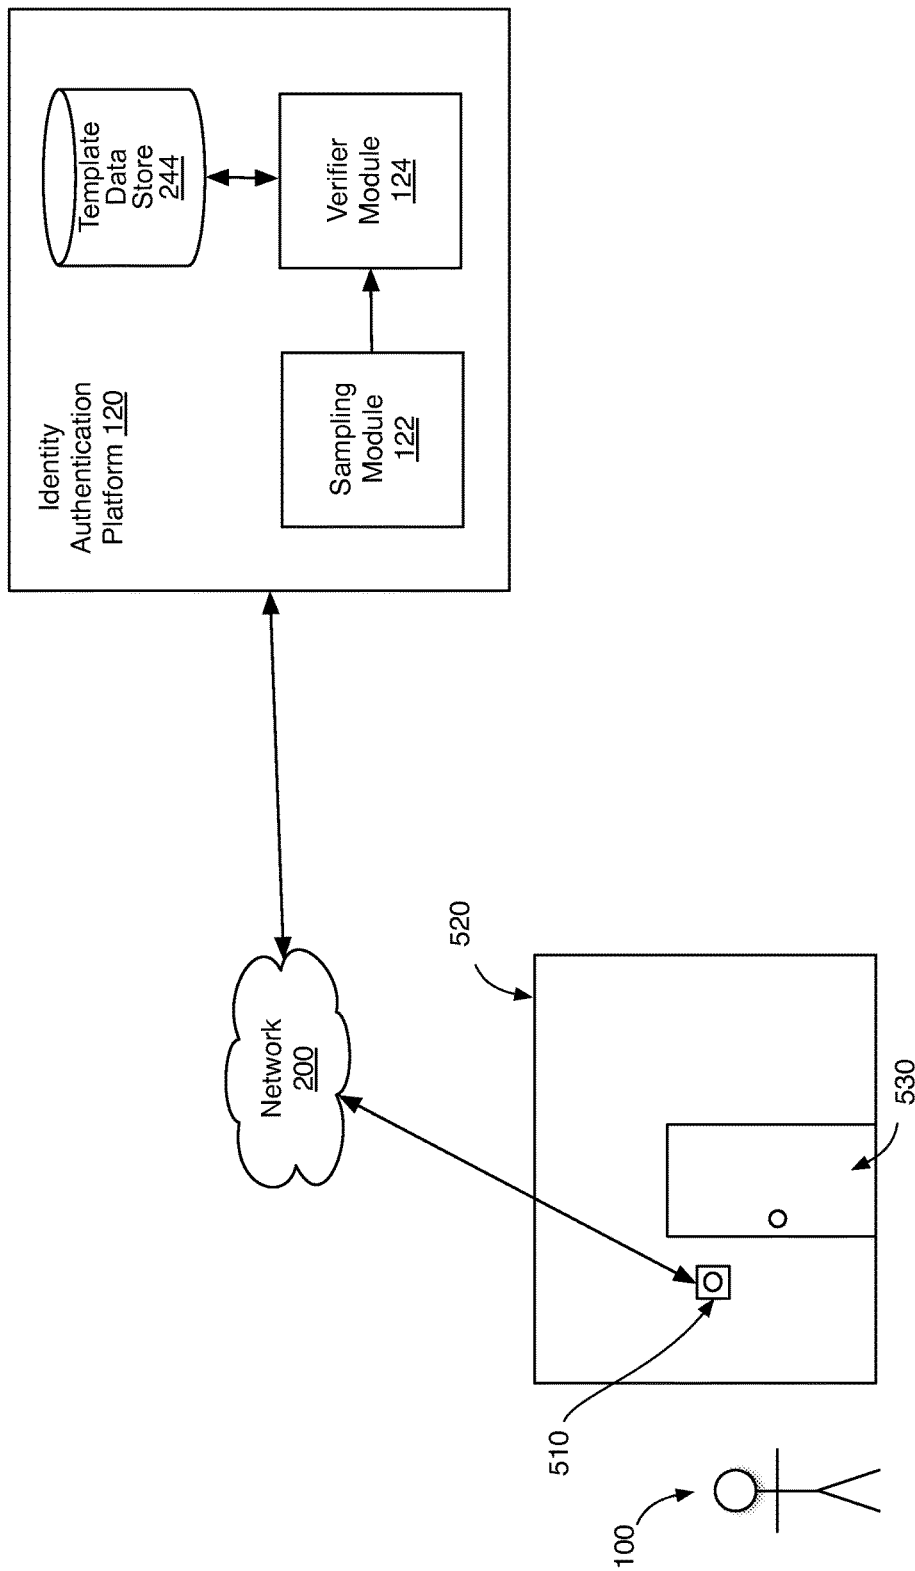 Identity
Authentication
Platform 120
Template
Data
Store
244
Sampling
Module
122
Verifier
Module
124
Network
200
100
510
520
530